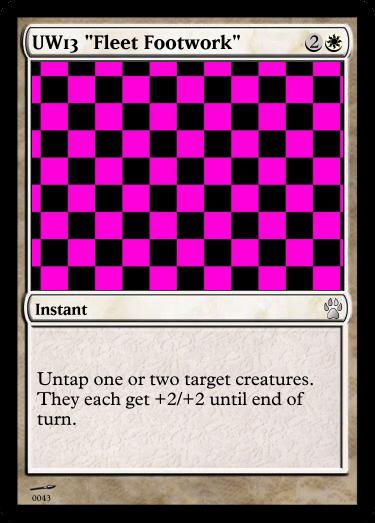 UW13 "Fleet Footwork" 2
Instant
Untap one or two target creatures.
They each get +2/+2 until end of
turn.
0043